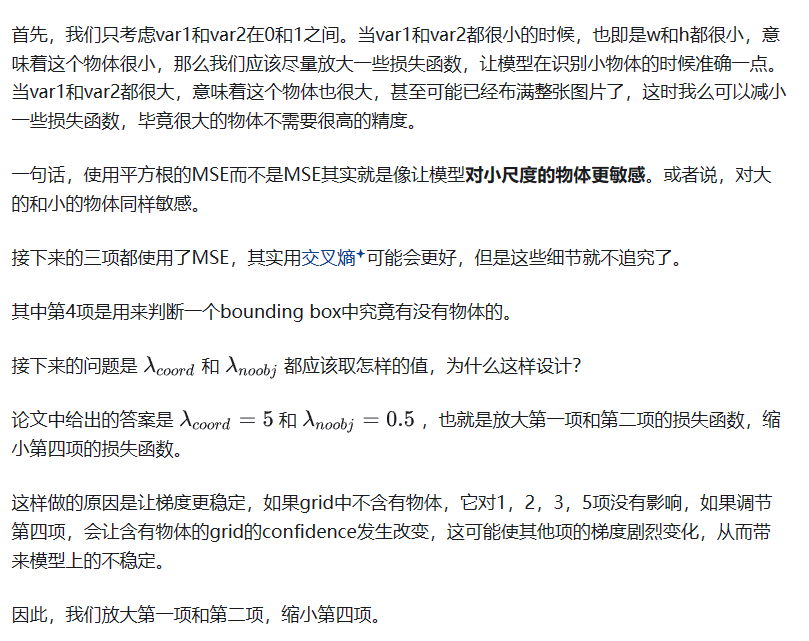 首先，我们只考虑var1和var2在0和1之间。当var1和var2都很小的时候，也即是w和h都很小，意
味着这个物体很小，那么我们应该尽量放大一些损失函数，让模型在识别小物体的时候准确一点。
当var1和var2都很大，意味着这个物体也很大，甚至可能已经布满整张图片了，这时我么可以减小
一些损失函数，毕竟很大的物体不需要很高的精度。
一句话，使用平方根的MSE而不是MSE其实就是像让模型对小尺度的物体更敏感。或者说，对大
的和小的物体同样敏感。
接下来的三项都使用了MSE，其实用交叉熵可能会更好，但是这些细节就不追究了。
其中第4项是用来判断一个bounding box中究竟有没有物体的。
接下来的问题是 λcoord 和 λnoobj 都应该取怎样的值，为什么这样设计？
论文中给出的答案是 λcoord = 5 和 λnoobj = 0.5 ，也就是放大第一项和第二项的损失函数，缩
小第四项的损失函数。
这样做的原因是让梯度更稳定，如果grid中不含有物体，它对1，2，3，5项没有影响，如果调节
第四项，会让含有物体的grid的confidence发生改变，这可能使其他项的梯度剧烈变化，从而带
来模型上的不稳定。
因此，我们放大第一项和第二项，缩小第四项。